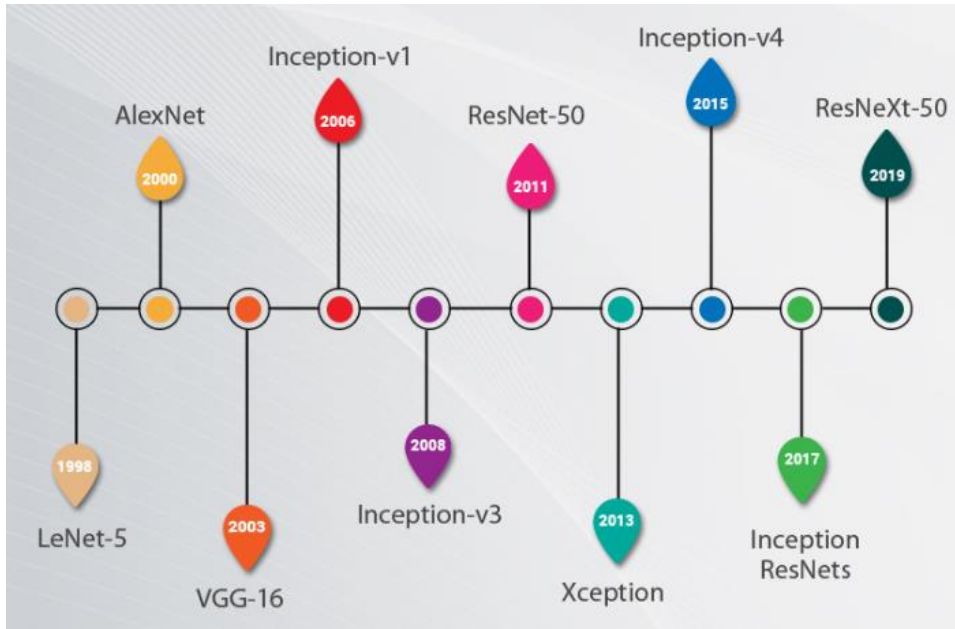 Inception-v1
Inception-v4
AlexNet
ResNet-50
ResNeXt-50
2006
2015
2000
2011
2019
1998
2008
2017
2003
2013
LeNet-5
Inception-v3
VGG-16
Xception
Inception
ResNets